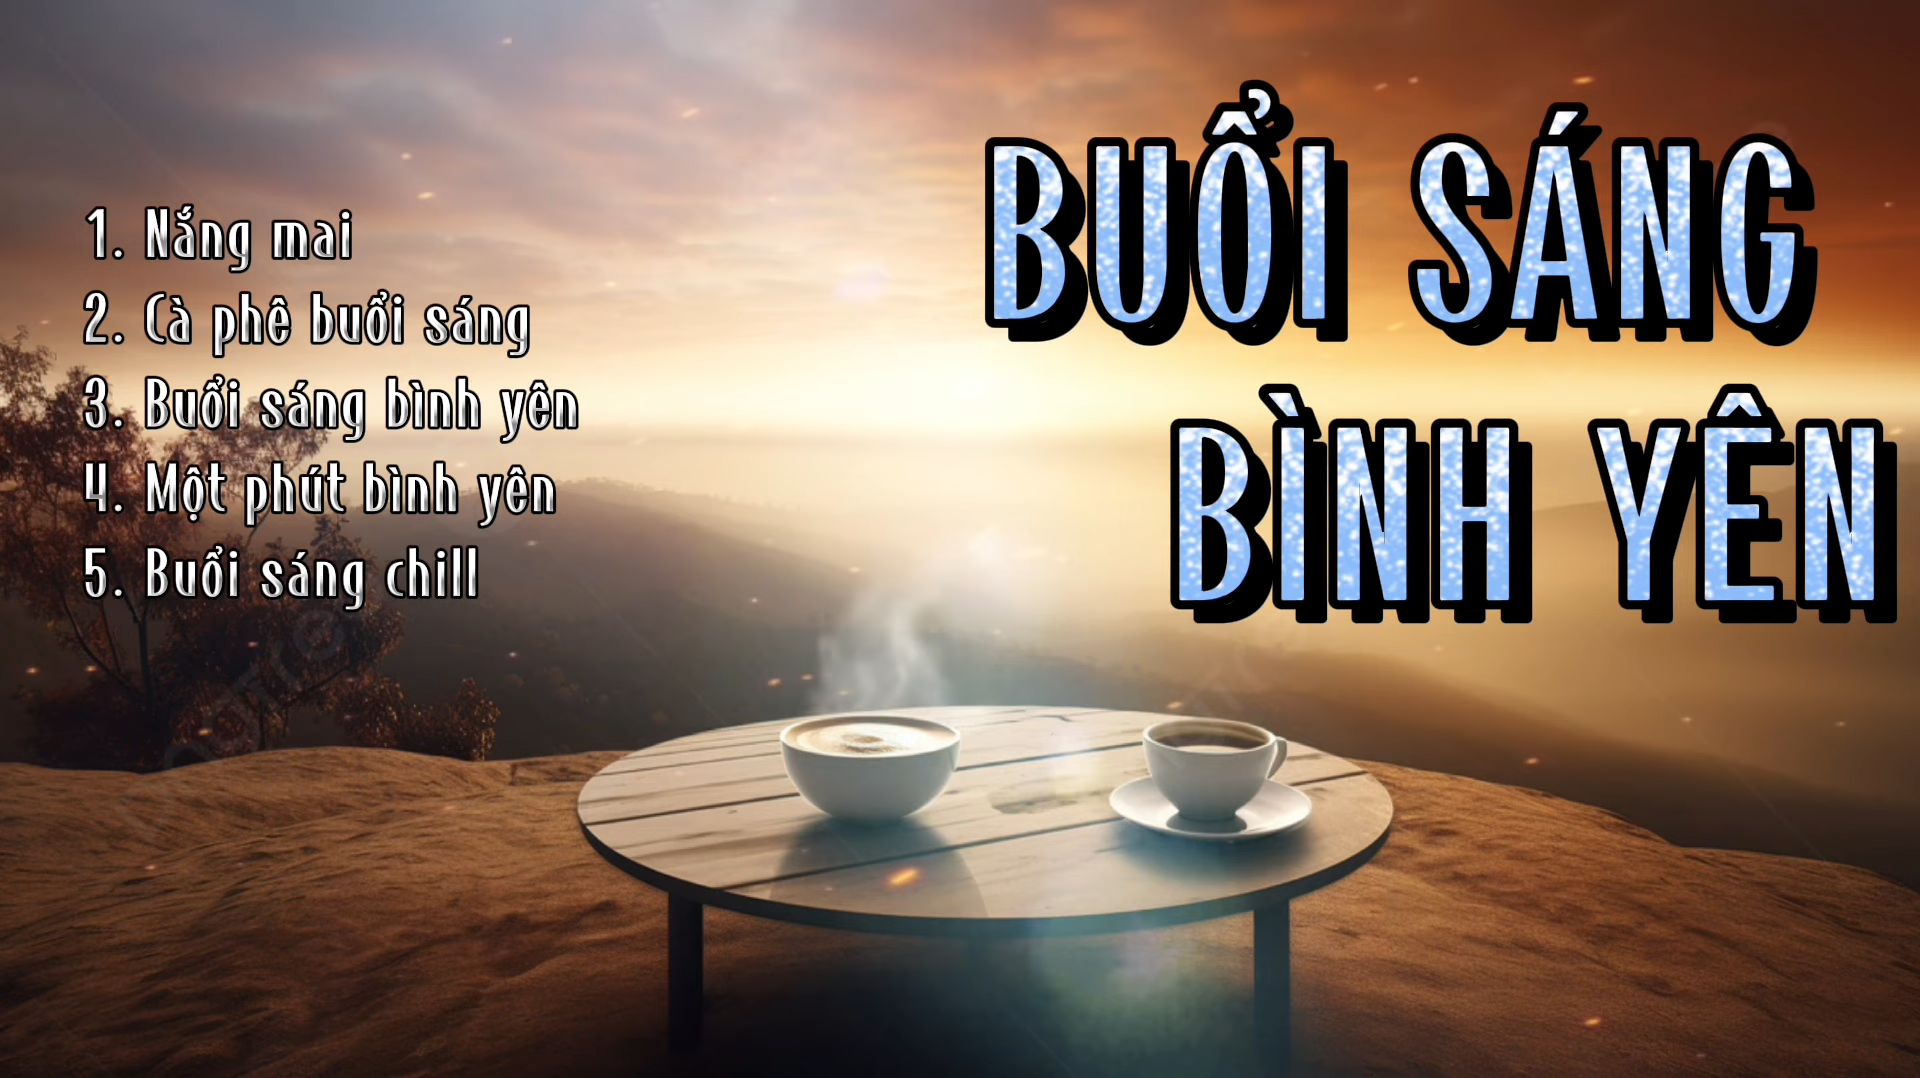 BUỔI SÁNG
BÌNH YÊN
1. Nắng mai
2. Cà phê buổi sáng
3. Buổi sáng bình yên
4. Một phút bình yên
5. Buổi sáng chill